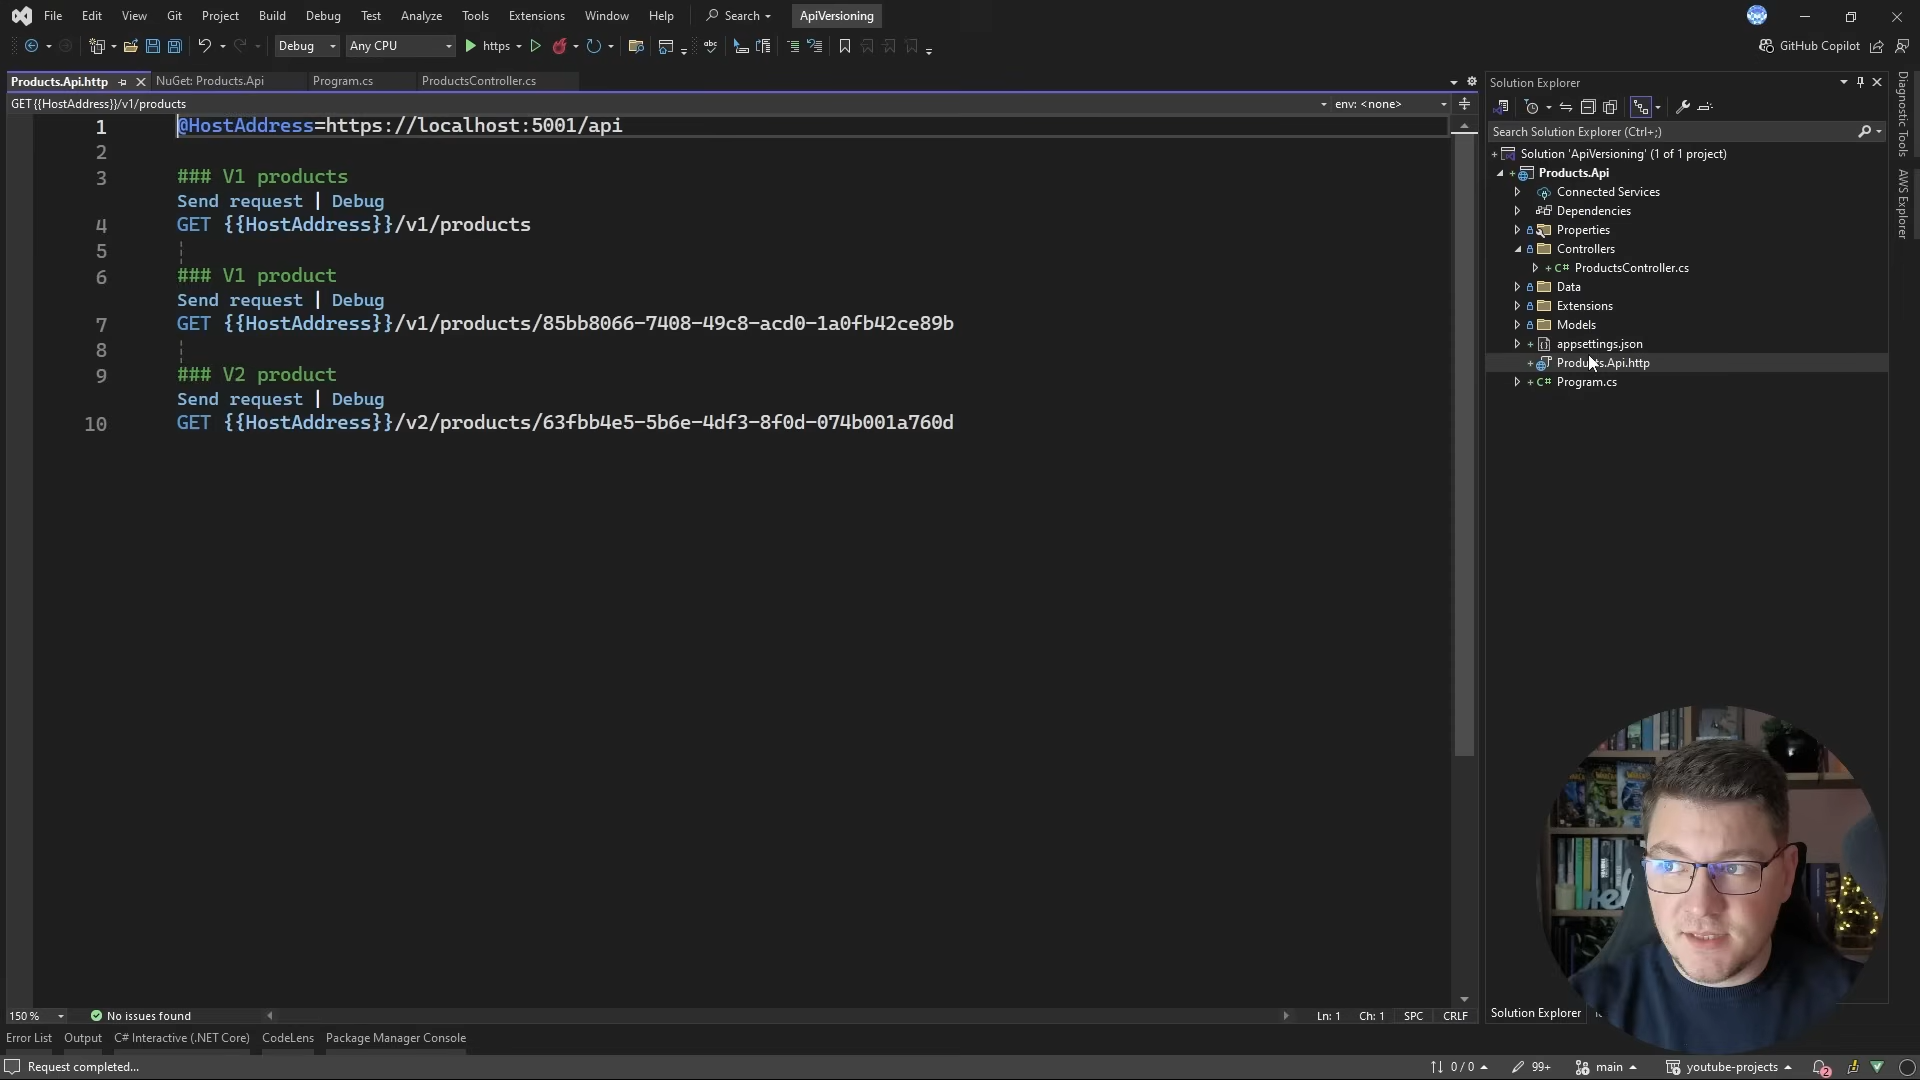 File Edit View Git Project Build Debug Test Analyze Tools Extensions Window Help Search ApiVersioning
Debug Any CPU https GitHub Copilot
Products.Api.http NuGet: Products.Api Program.cs ProductsController.cs
GET {{HostAddress}}/v1/products env: <none>
1 @HostAddress=https://localhost:5001/api
2
3 ### V1 products
Send request | Debug
4 GET {{HostAddress}}/v1/products
5
6 ### V1 product
Send request | Debug
7 GET {{HostAddress}}/v1/products/85bb8066-7408-49c8-acd0-1a0fb42ce89b
8
9 ### V2 product
Send request | Debug
10 GET {{HostAddress}}/v2/products/63fbb4e5-5b6e-4df3-8f0d-074b001a760d
150 % No issues found Ln: 1 Ch: 1 SPC CRLF
Solution Explorer
Search Solution Explorer (Ctrl+;)
Solution 'ApiVersioning' (1 of 1 project)
Products.Api
Connected Services
Dependencies
Properties
Controllers
C# ProductsController.cs
Data
Extensions
Models
appsettings.json
Products.Api.http
C# Program.cs
Solution Explorer
Diagnostic Tools
AWS Explorer
Error List Output C# Interactive (.NET Core) CodeLens Package Manager Console
Request completed... 0 / 0 99+ main youtube-projects 2